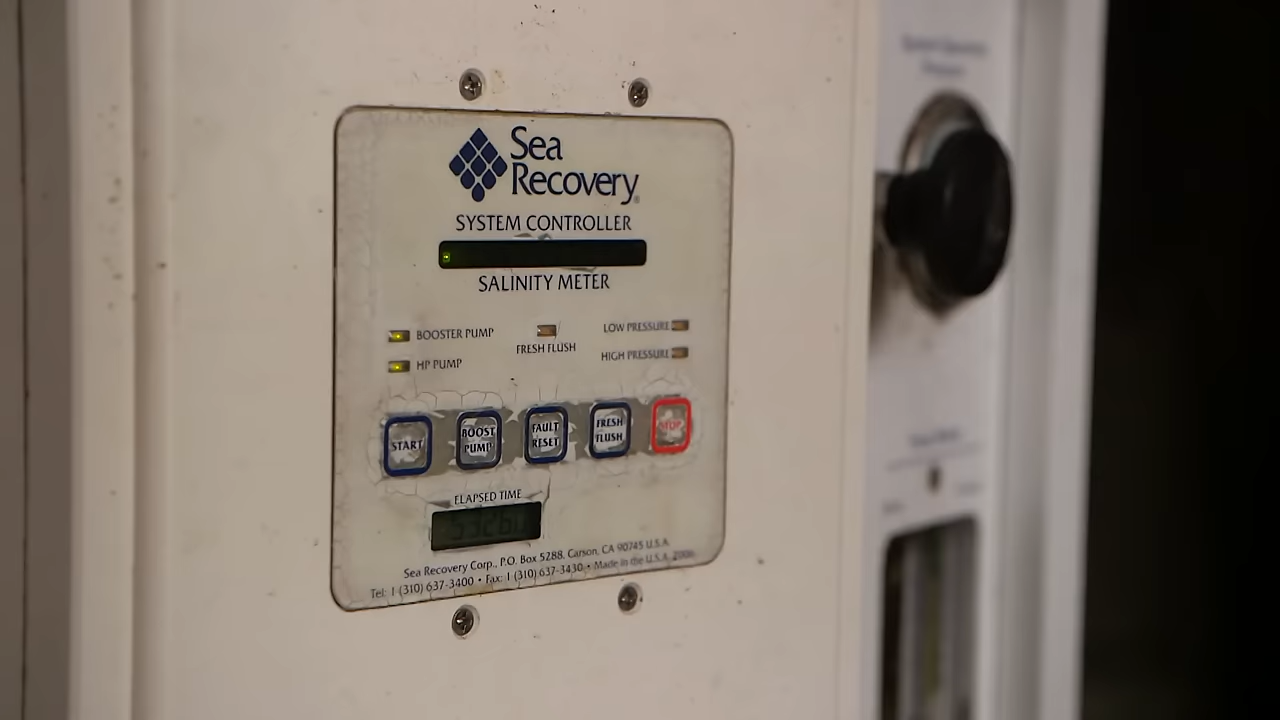 Sea
Recovery®
SYSTEM CONTROLLER
SALINITY METER
BOOSTER PUMP
HP PUMP
FRESH FLUSH
LOW PRESSURE
HIGH PRESSURE
START
BOOST
PUMP
FAULT
RESET
FRESH
FLUSH
STOP
ELAPSED TIME
Sea Recovery Corp., P.O. Box 5288, Carson, CA 90745 U.S.A.
Tel: 1 (310) 637-3400 • Fax: 1 (310) 637-3430 • Made in the U.S.A. 2006